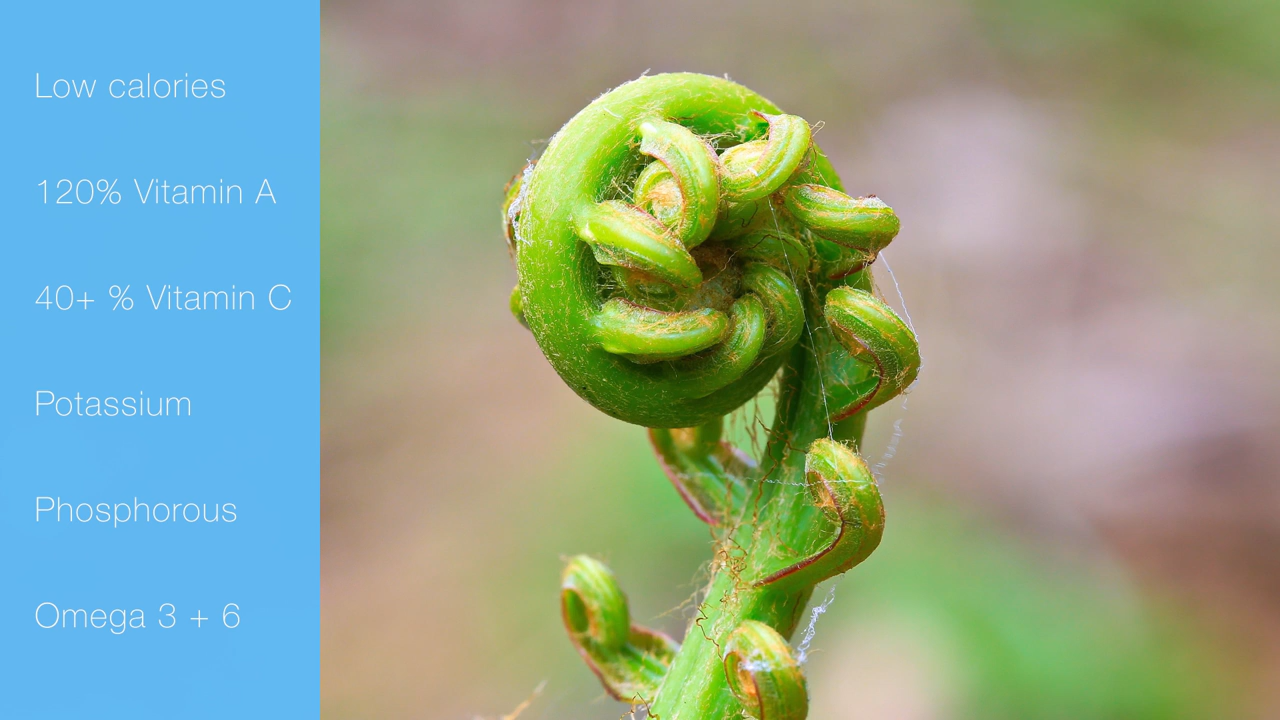 Low calories
120% Vitamin A
40+ % Vitamin C
Potassium
Phosphorous
Omega 3 + 6